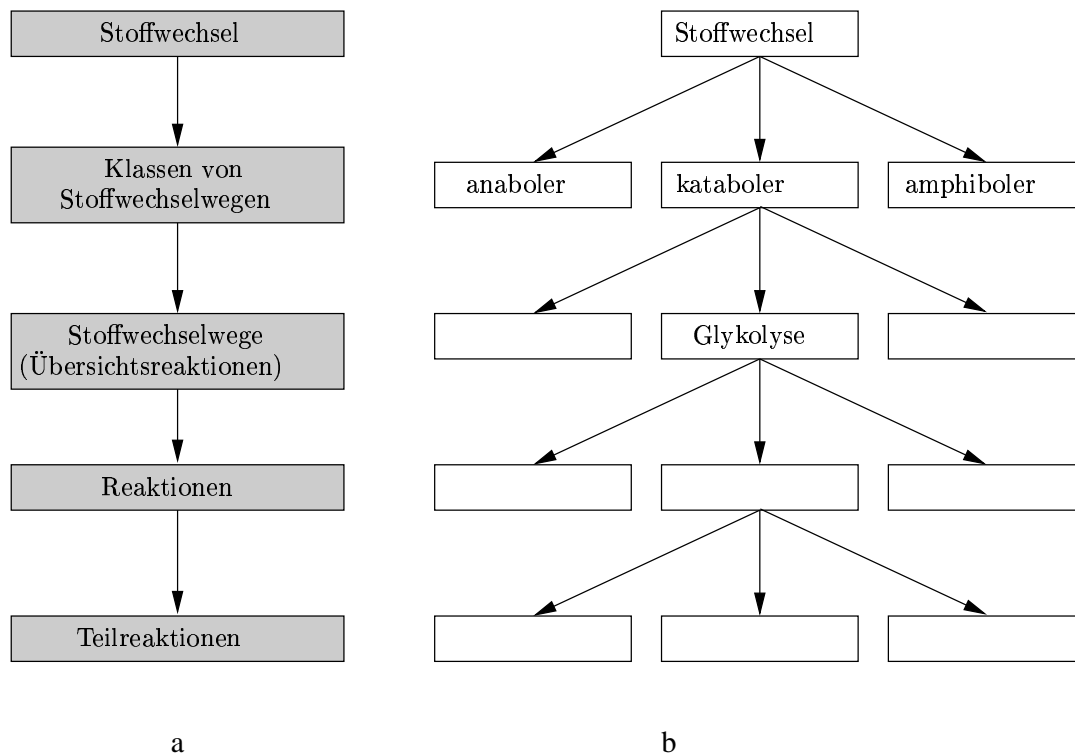 Stoffwechsel
Klassen von
Stoffwechselwegen
Stoffwechselwege
(Übersichtsreaktionen)
Reaktionen
Teilreaktionen
a
Stoffwechsel
anaboler
kataboler
amphiboler
Glykolyse
b